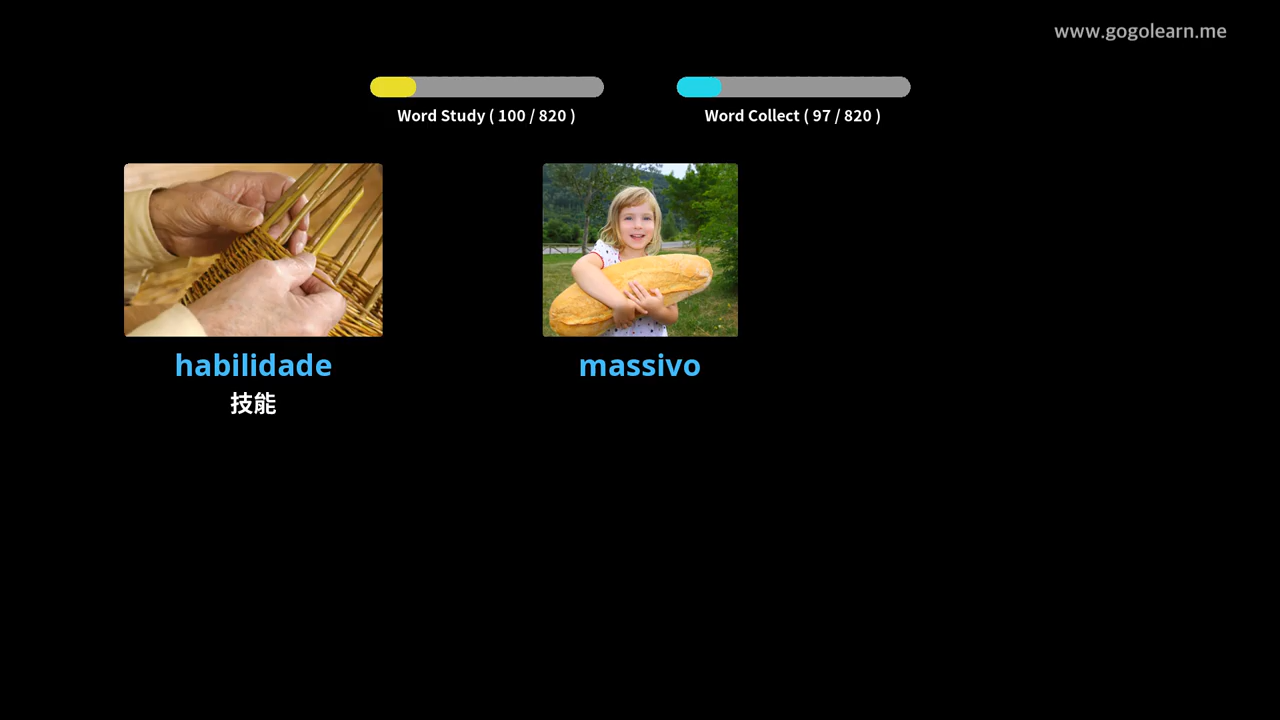 www.gogolearn.me
Word Study ( 100 / 820 )
Word Collect ( 97 / 820 )
habilidade
技能
massivo